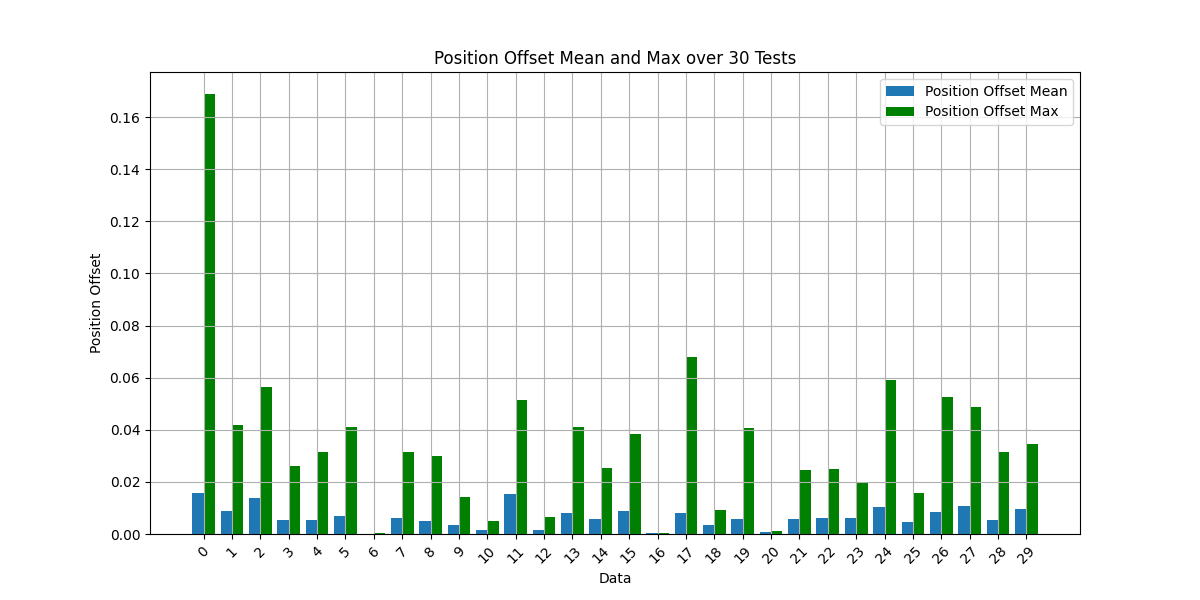 Position Offset Mean and Max over 30 Tests
Position Offset Mean
Position Offset Max
0.16
0.14
0.12
0.10
0.08
0.06
0.04
0.02
0.00
Position Offset
0 1 2 3 4 5 6 7 8 9 10 11 12 13 14 15 16 17 18 19 20 21 22 23 24 25 26 27 28 29
Data